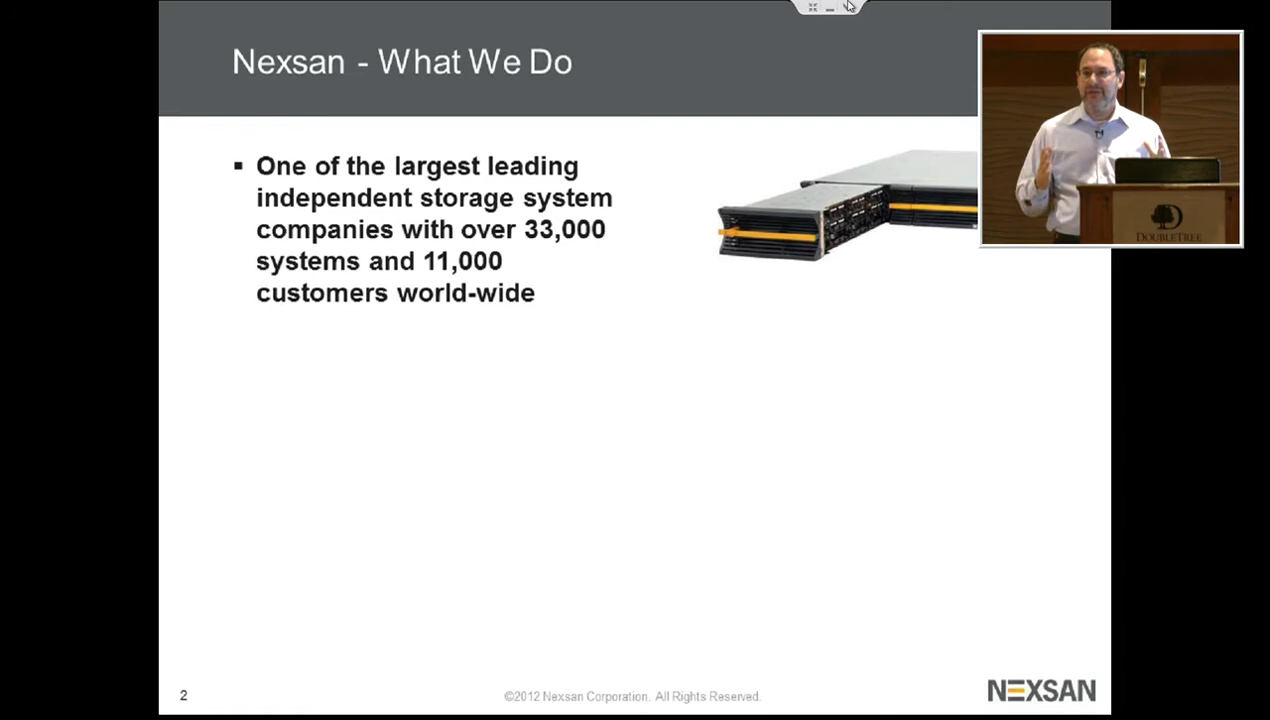 Nexsan - What We Do
▪ One of the largest leading
independent storage system
companies with over 33,000
systems and 11,000
customers world-wide
D
DOUBLETREE
2
©2012 Nexsan Corporation. All Rights Reserved.
NEXSAN